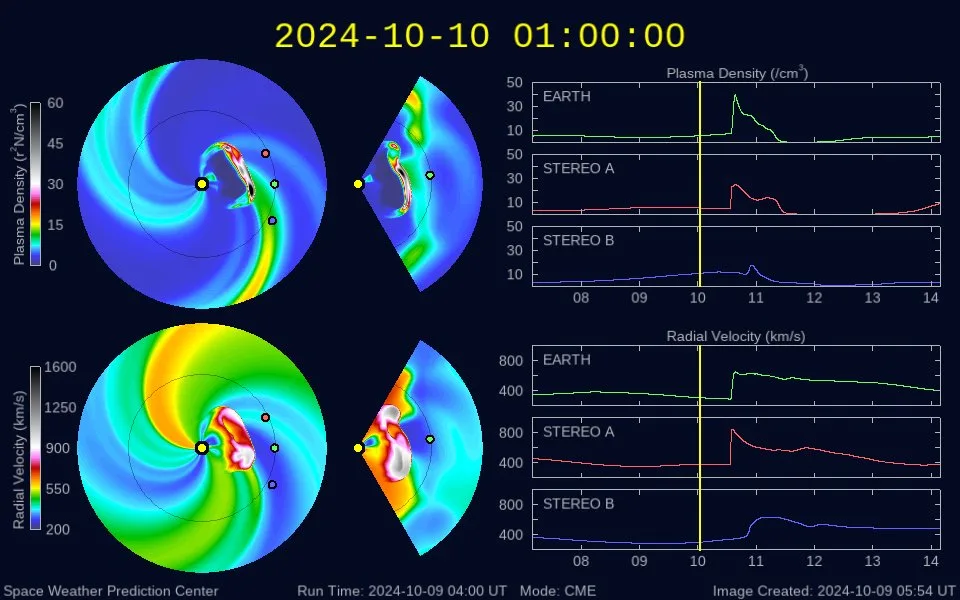 2024-10-10 01:00:00
Plasma Density (r²N/cm³)
60
45
30
15
0
Plasma Density (/cm³)
50
30
10
EARTH
50
30
10
STEREO A
50
30
10
STEREO B
08 09 10 11 12 13 14
Radial Velocity (km/s)
1600
1250
900
550
200
Radial Velocity (km/s)
800
400
EARTH
800
400
STEREO A
800
400
STEREO B
08 09 10 11 12 13 14
Space Weather Prediction Center Run Time: 2024-10-09 04:00 UT Mode: CME Image Created: 2024-10-09 05:54 UT